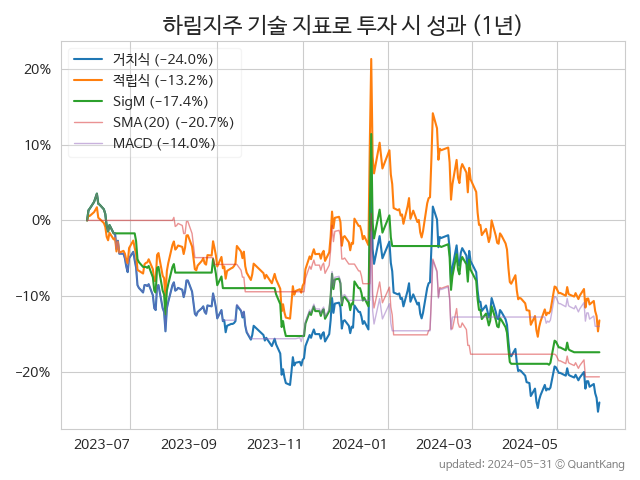 하림지주 기술 지표로 투자 시 성과 (1년)
거치식 (−24.0%)
적립식 (−13.2%)
SigM (−17.4%)
SMA(20) (−20.7%)
MACD (−14.0%)
20%
10%
0%
−10%
−20%
2023-07 2023-09 2023-11 2024-01 2024-03 2024-05
updated: 2024-05-31 © QuantKang